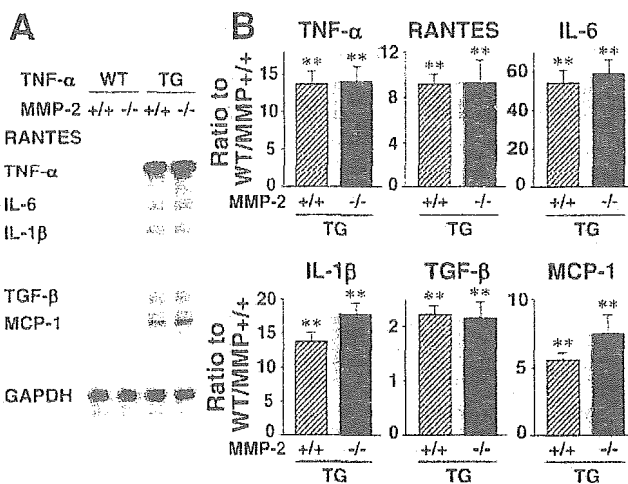 A
TNF-α WT TG
MMP-2 +/+ -/- +/+ -/-
RANTES
TNF-α
IL-6
IL-1β
TGF-β
MCP-1
GAPDH
B
TNF-α RANTES IL-6
Ratio to WT/MMP+/+
15
10
5
0
** **
12
8
4
0
** **
60
40
20
0
** **
MMP-2 +/+ -/- +/+ -/- +/+ -/-
TG TG TG
IL-1β TGF-β MCP-1
Ratio to WT/MMP+/+
20
15
10
5
0
** **
2
1
0
** **
10
5
0
** **
MMP-2 +/+ -/- +/+ -/- +/+ -/-
TG TG TG